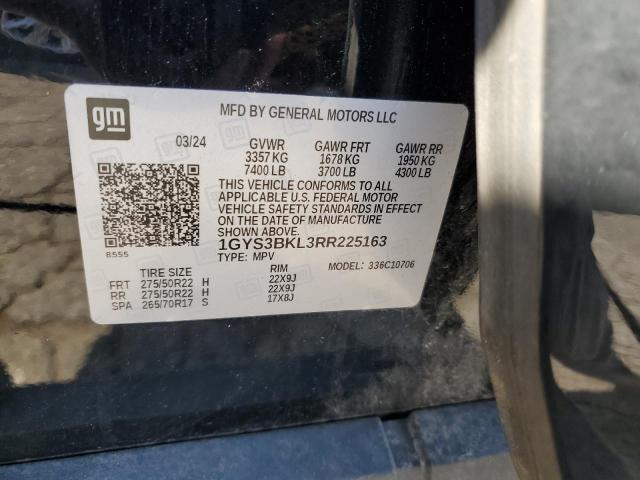 gm
MFD BY GENERAL MOTORS LLC
03/24 GVWR GAWR FRT GAWR RR
3357 KG 1678 KG 1950 KG
7400 LB 3700 LB 4300 LB
THIS VEHICLE CONFORMS TO ALL
APPLICABLE U.S. FEDERAL MOTOR
VEHICLE SAFETY STANDARDS IN EFFECT
ON THE DATE OF MANUFACTURE
SHOWN ABOVE.
8555
1GYS3BKL3RR225163
TYPE: MPV MODEL: 336C10706
TIRE SIZE RIM
FRT 275/50R22 H 22X9J
RR 275/50R22 H 22X9J
SPA 265/70R17 S 17X8J